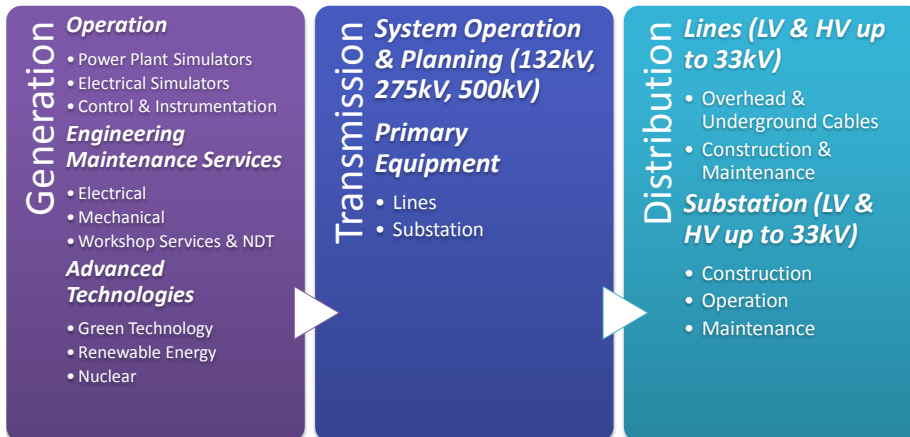 Generation
Operation
• Power Plant Simulators
• Electrical Simulators
• Control & Instrumentation
Engineering
Maintenance Services
• Electrical
• Mechanical
• Workshop Services & NDT
Advanced
Technologies
• Green Technology
• Renewable Energy
• Nuclear
Transmission
System Operation
& Planning (132kV,
275kV, 500kV)
Primary
Equipment
• Lines
• Substation
Distribution
Lines (LV & HV up
to 33kV)
• Overhead &
Underground Cables
• Construction &
Maintenance
Substation (LV &
HV up to 33kV)
• Construction
• Operation
• Maintenance